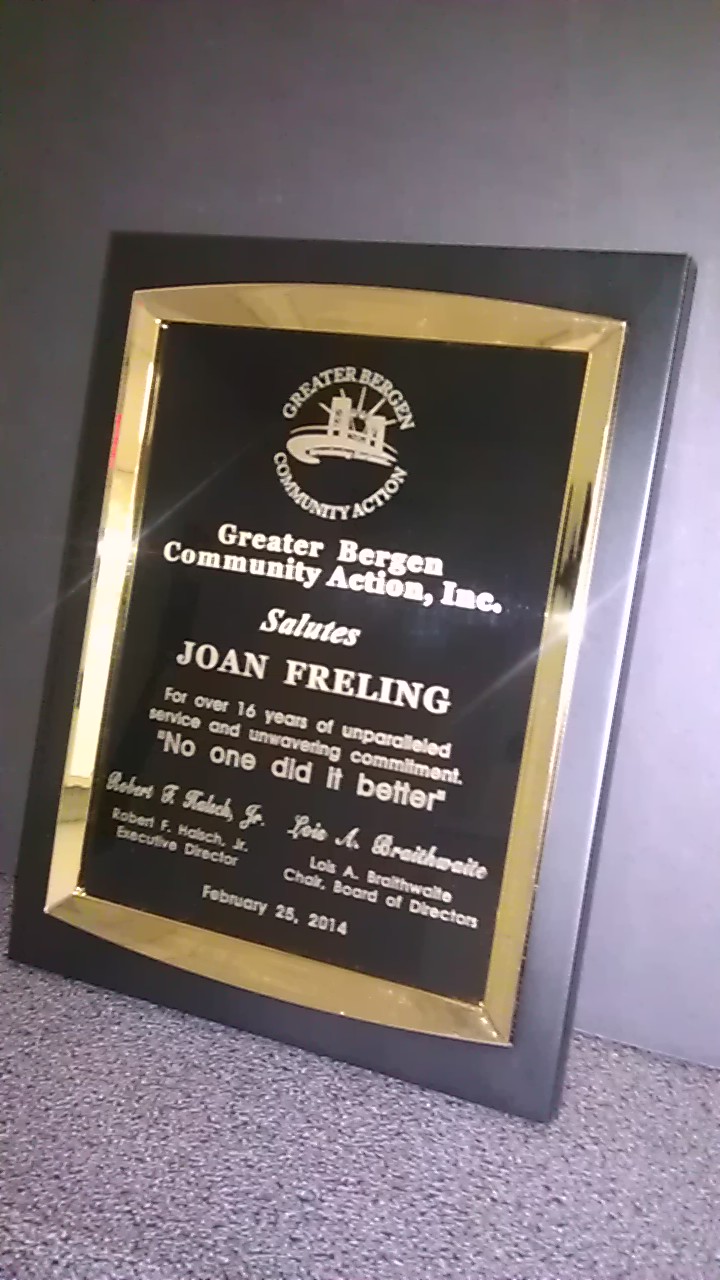 GREATER BERGEN
COMMUNITY ACTION
Greater Bergen
Community Action, Inc.
Salutes
JOAN FRELING
For over 16 years of unparalleled
service and unwavering commitment.
"No one did it better"
Robert F. Halsch, Jr. Lois A. Braithwaite
Robert F. Halsch, Jr.
Executive Director
Lois A. Braithwaite
Chair, Board of Directors
February 25, 2014